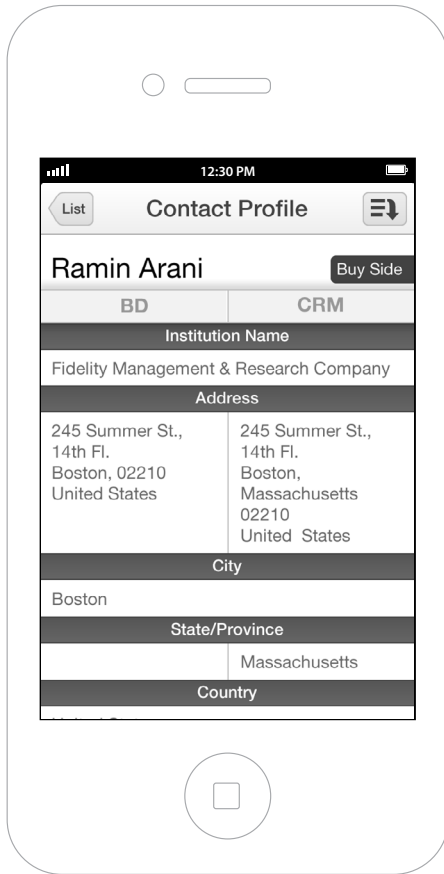 12:30 PM
List
Contact Profile
Ramin Arani
Buy Side
BD
CRM
Institution Name
Fidelity Management & Research Company
Address
245 Summer St.,
14th Fl.
Boston, 02210
United States
245 Summer St.,
14th Fl.
Boston,
Massachusetts
02210
United States
City
Boston
State/Province
Massachusetts
Country